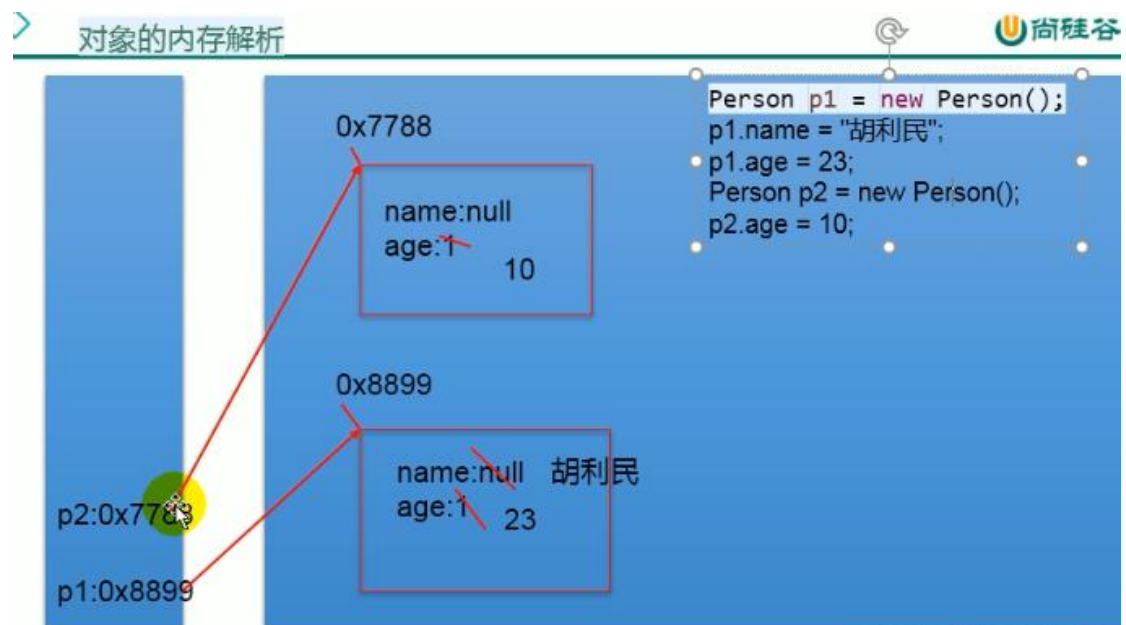 对象的内存解析
尚硅谷
Person p1 = new Person();
p1.name = "胡利民";
p1.age = 23;
Person p2 = new Person();
p2.age = 10;
0x7788
name:null
age:1
10
0x8899
name:null 胡利民
age:1
23
p2:0x7788
p1:0x8899